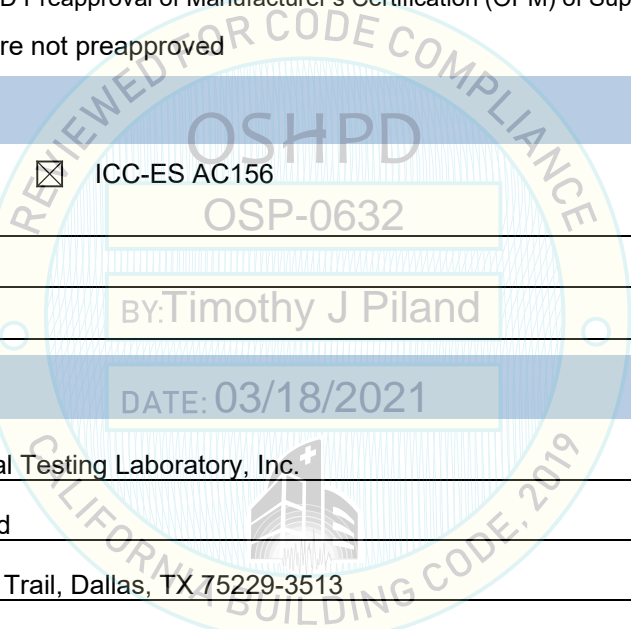 D Preapproval of Manufacturer's Certification (OPM) of Sup
re not preapproved
REVIEWED FOR CODE COMPLIANCE
OSHPD
☒ ICC-ES AC156
OSP-0632
BY:Timothy J Piland
DATE: 03/18/2021
al Testing Laboratory, Inc.
d
Trail, Dallas, TX 75229-3513
CALIFORNIA BUILDING CODE, 2019